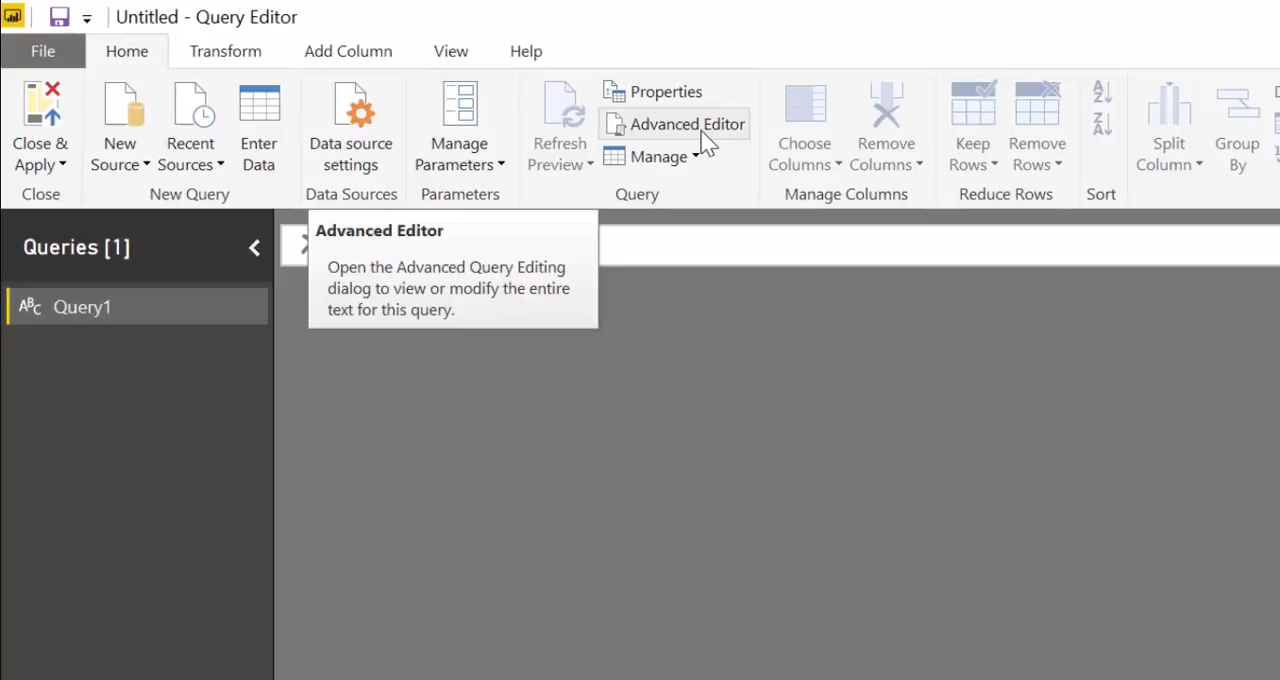 Untitled - Query Editor
File Home Transform Add Column View Help
Close & Apply
New Source
Recent Sources
Enter Data
Data source settings
Manage Parameters
Refresh Preview
Properties
Advanced Editor
Manage
Choose Columns
Remove Columns
Keep Rows
Remove Rows
A Z
Z A
Split Column
Group By
Close New Query Data Sources Parameters Query Manage Columns Reduce Rows Sort
Queries [1]
ABC Query1
Advanced Editor
Open the Advanced Query Editing
dialog to view or modify the entire
text for this query.